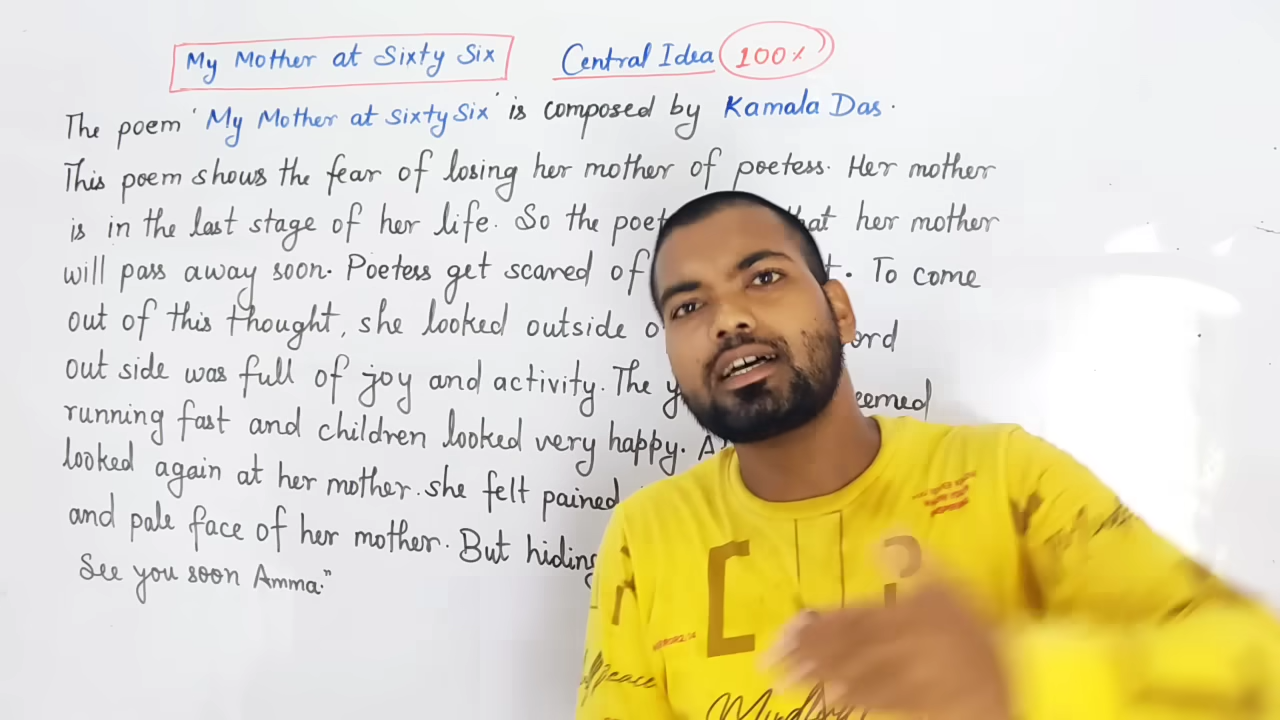 My Mother at Sixty Six Central Idea 100%
The poem 'My Mother at Sixty Six' is composed by Kamala Das.
This poem shows the fear of losing her mother of poetess. Her mother
is in the last stage of her life. So the poet hat her mother
will pass away soon. Poetess get scared of t. To come
out of this thought, she looked outside o ord
out side was full of joy and activity. The y eemed
running fast and children looked very happy. A
looked again at her mother. she felt pained
and pale face of her mother. But hiding
See you soon Amma."